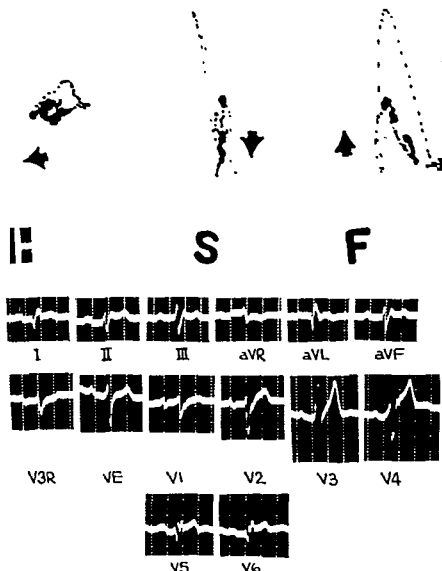 H S F
I II III aVR aVL aVF
V3R VE V1 V2 V3 V4
V5 V6